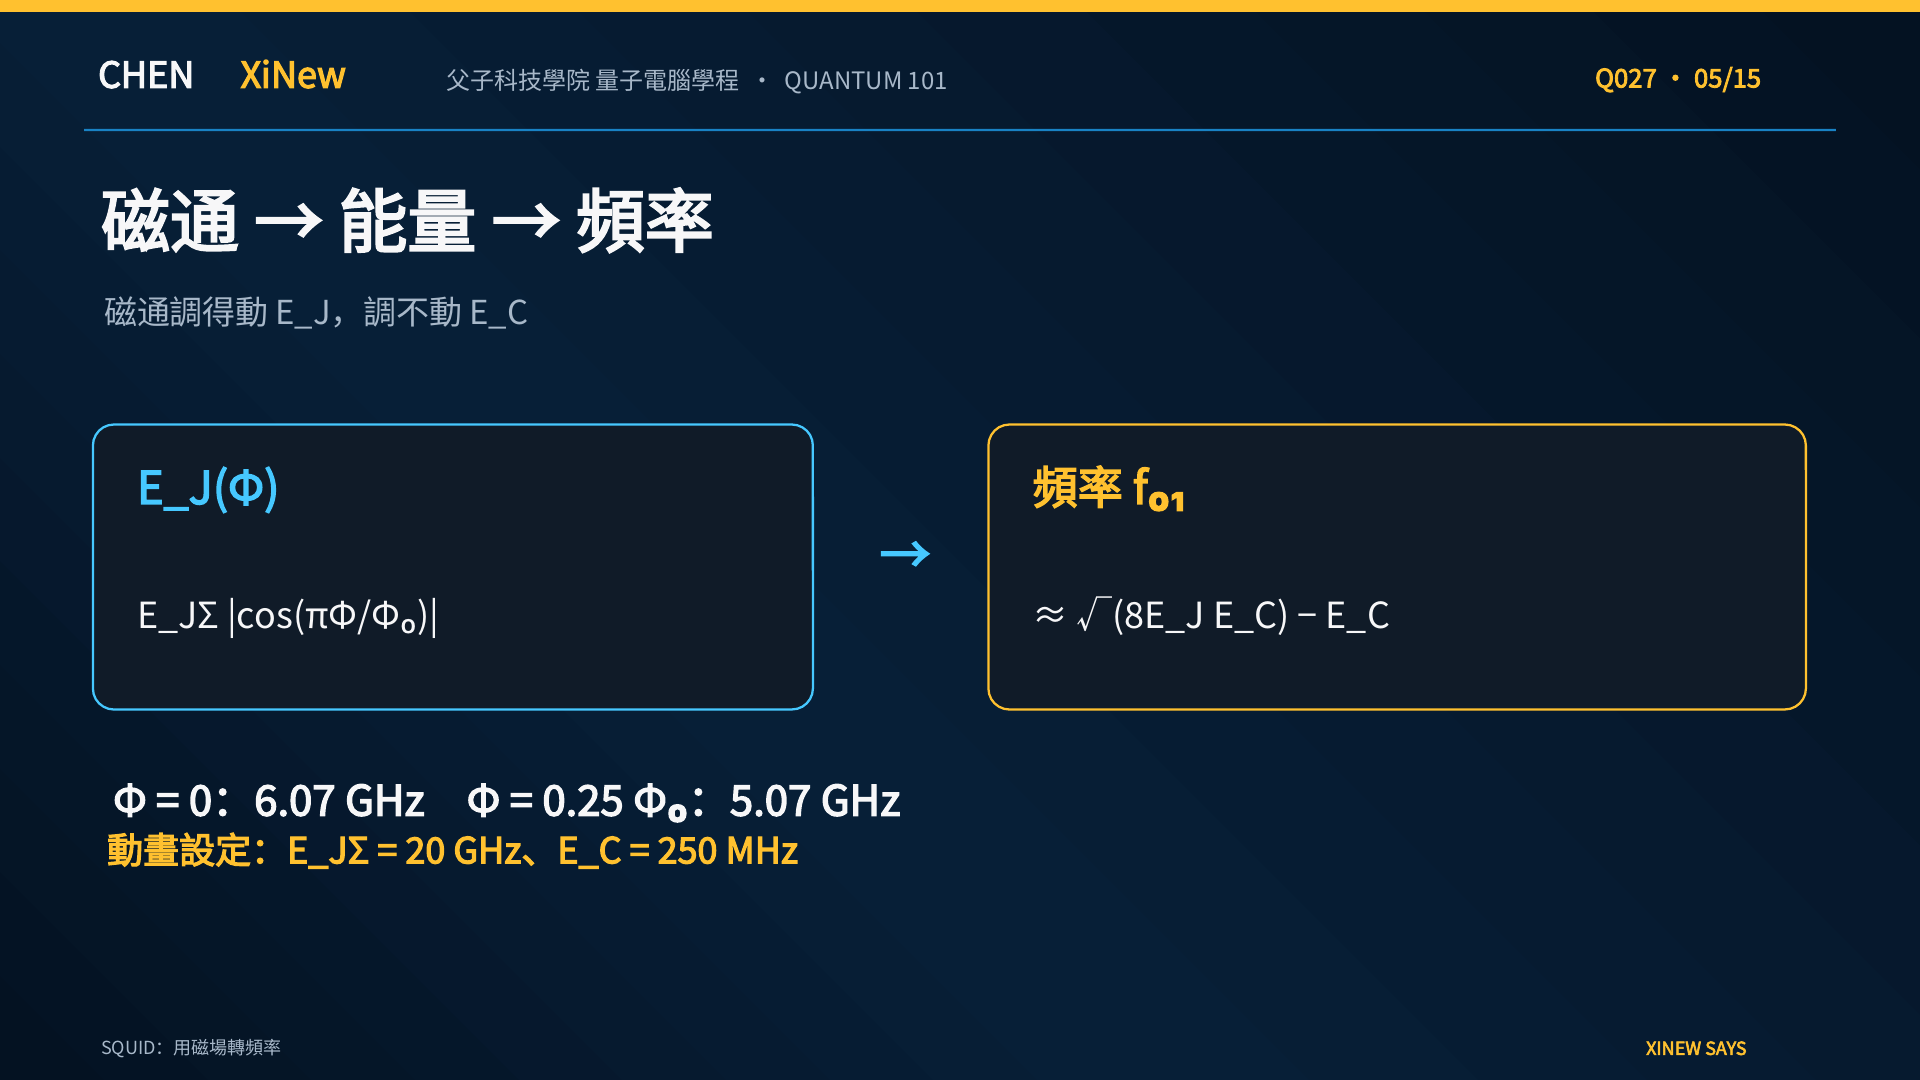 CHEN XiNew 父子科技學院 量子電腦學程 · QUANTUM 101 Q027 · 05/15
磁通 → 能量 → 頻率
磁通調得動 E_J，調不動 E_C
E_J(Φ)
E_JΣ |cos(πΦ/Φ₀)|
→
頻率 f₀₁
≈ √(8E_J E_C) − E_C
Φ = 0：6.07 GHz Φ = 0.25 Φ₀：5.07 GHz
動畫設定：E_JΣ = 20 GHz、E_C = 250 MHz
SQUID：用磁場轉頻率 XINEW SAYS